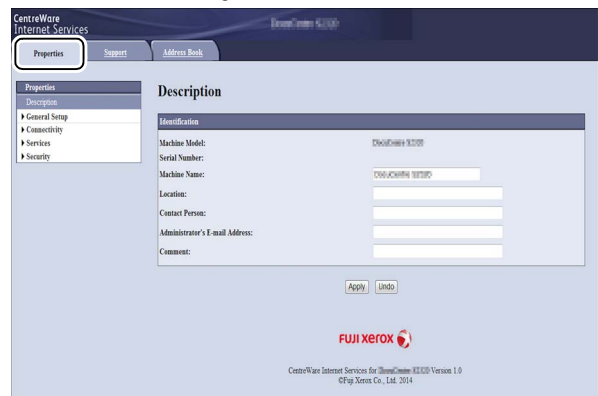 CentreWare
Internet Services
Properties
Support
Address Book
Properties
Description
General Setup
Connectivity
Services
Security
Description
Identification
Machine Model:
Serial Number:
Machine Name:
Location:
Contact Person:
Administrator's E-mail Address:
Comment:
Apply
Undo
FUJI XEROX
CentreWare Internet Services for Version 1.0
©Fuji Xerox Co., Ltd. 2014